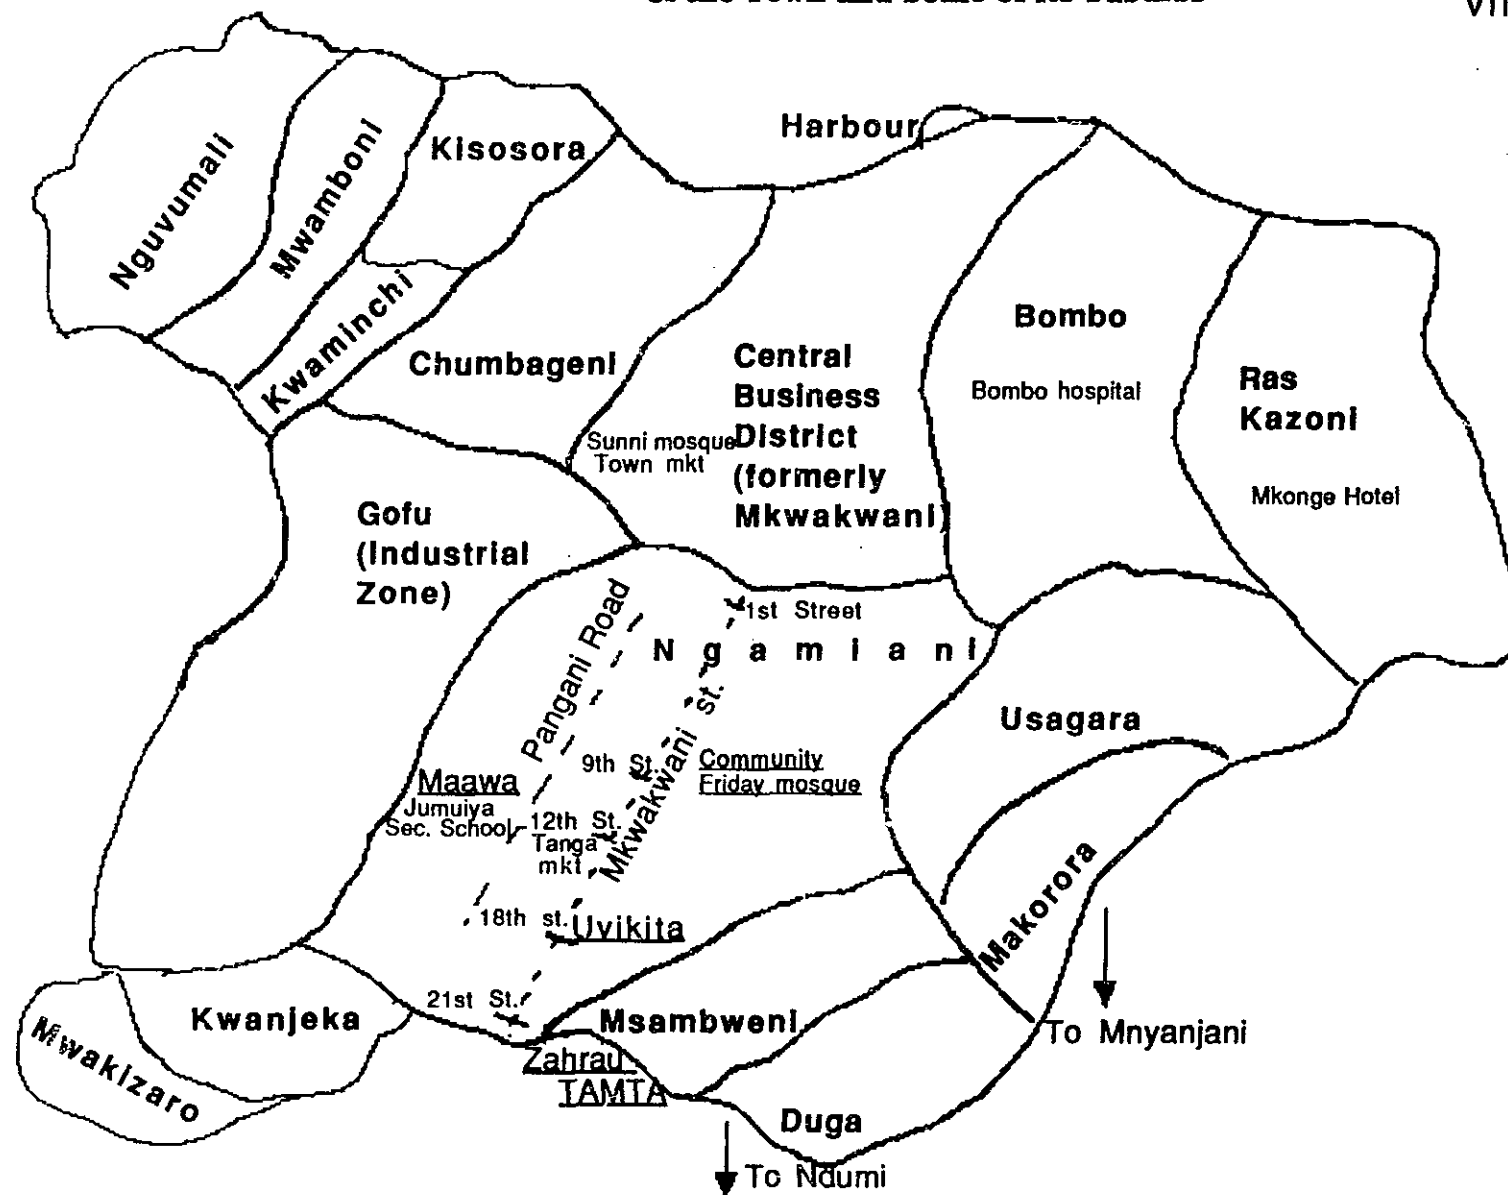 VII
Harbour
Kisosora
Mwamboni
Nguvumali
Kwaminchi
Chumbageni
Central
Business
District
(formerly
Mkwakwani)
Sunni mosque
Town mkt
Bombo
Bombo hospital
Ras
Kazoni
Mkonge Hotel
Gofu
(Industrial
Zone)
Pangani Road
1st Street
Ngamiani
Mkwakwani st.
Usagara
9th St.
Community
Friday mosque
Maawa
Jumuiya
Sec. School
12th St.
Tanga
mkt
Makorora
18th st.
Uvikita
21st St.
Msambweni
Kwanjeka
Mwakizaro
Zahrau
TAMTA
To Mnyanjani
Duga
To Ndumi